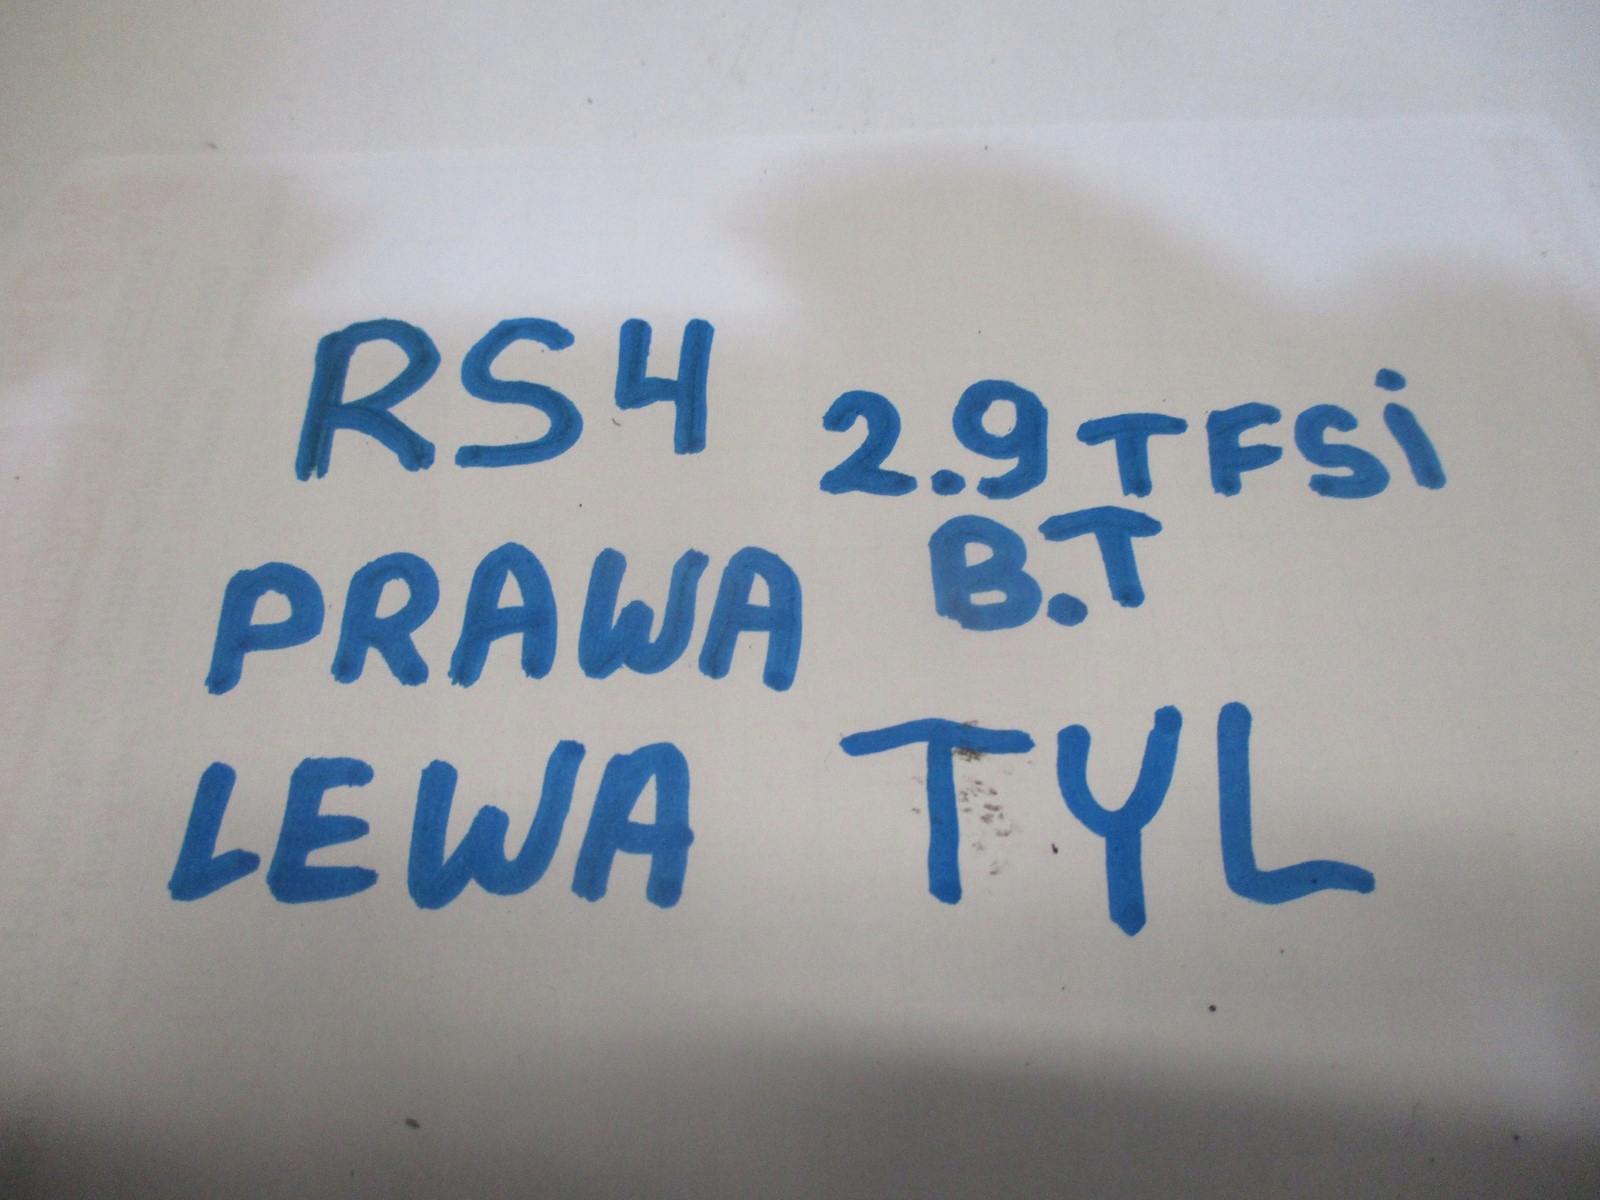 RS4 2.9 TFSi
B.T
PRAWA
LEWA TYL